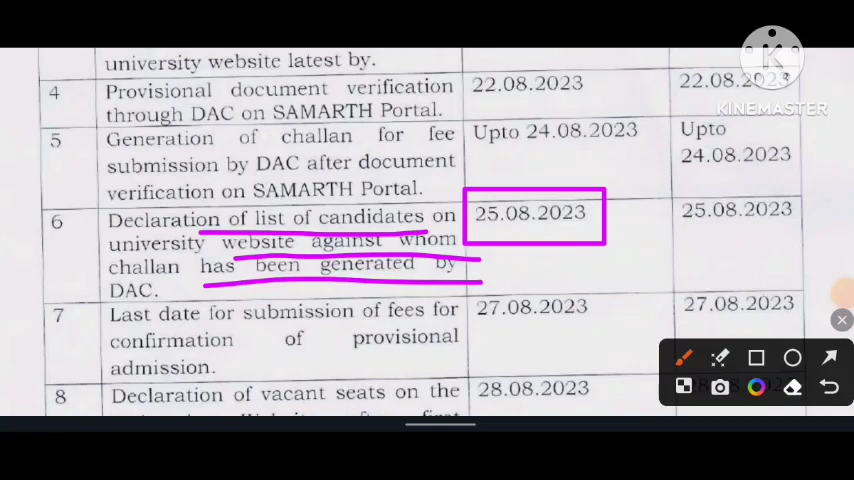 university website latest by.
4 Provisional document verification 22.08.2023 22.08.2023
through DAC on SAMARTH Portal.
KINEMASTER
5 Generation of challan for fee Upto 24.08.2023 Upto
submission by DAC after document 24.08.2023
verification on SAMARTH Portal.
6 Declaration of list of candidates on 25.08.2023 25.08.2023
university website against whom
challan has been generated by
DAC.
7 Last date for submission of fees for 27.08.2023 27.08.2023
confirmation of provisional
admission.
8 Declaration of vacant seats on the 28.08.2023
first